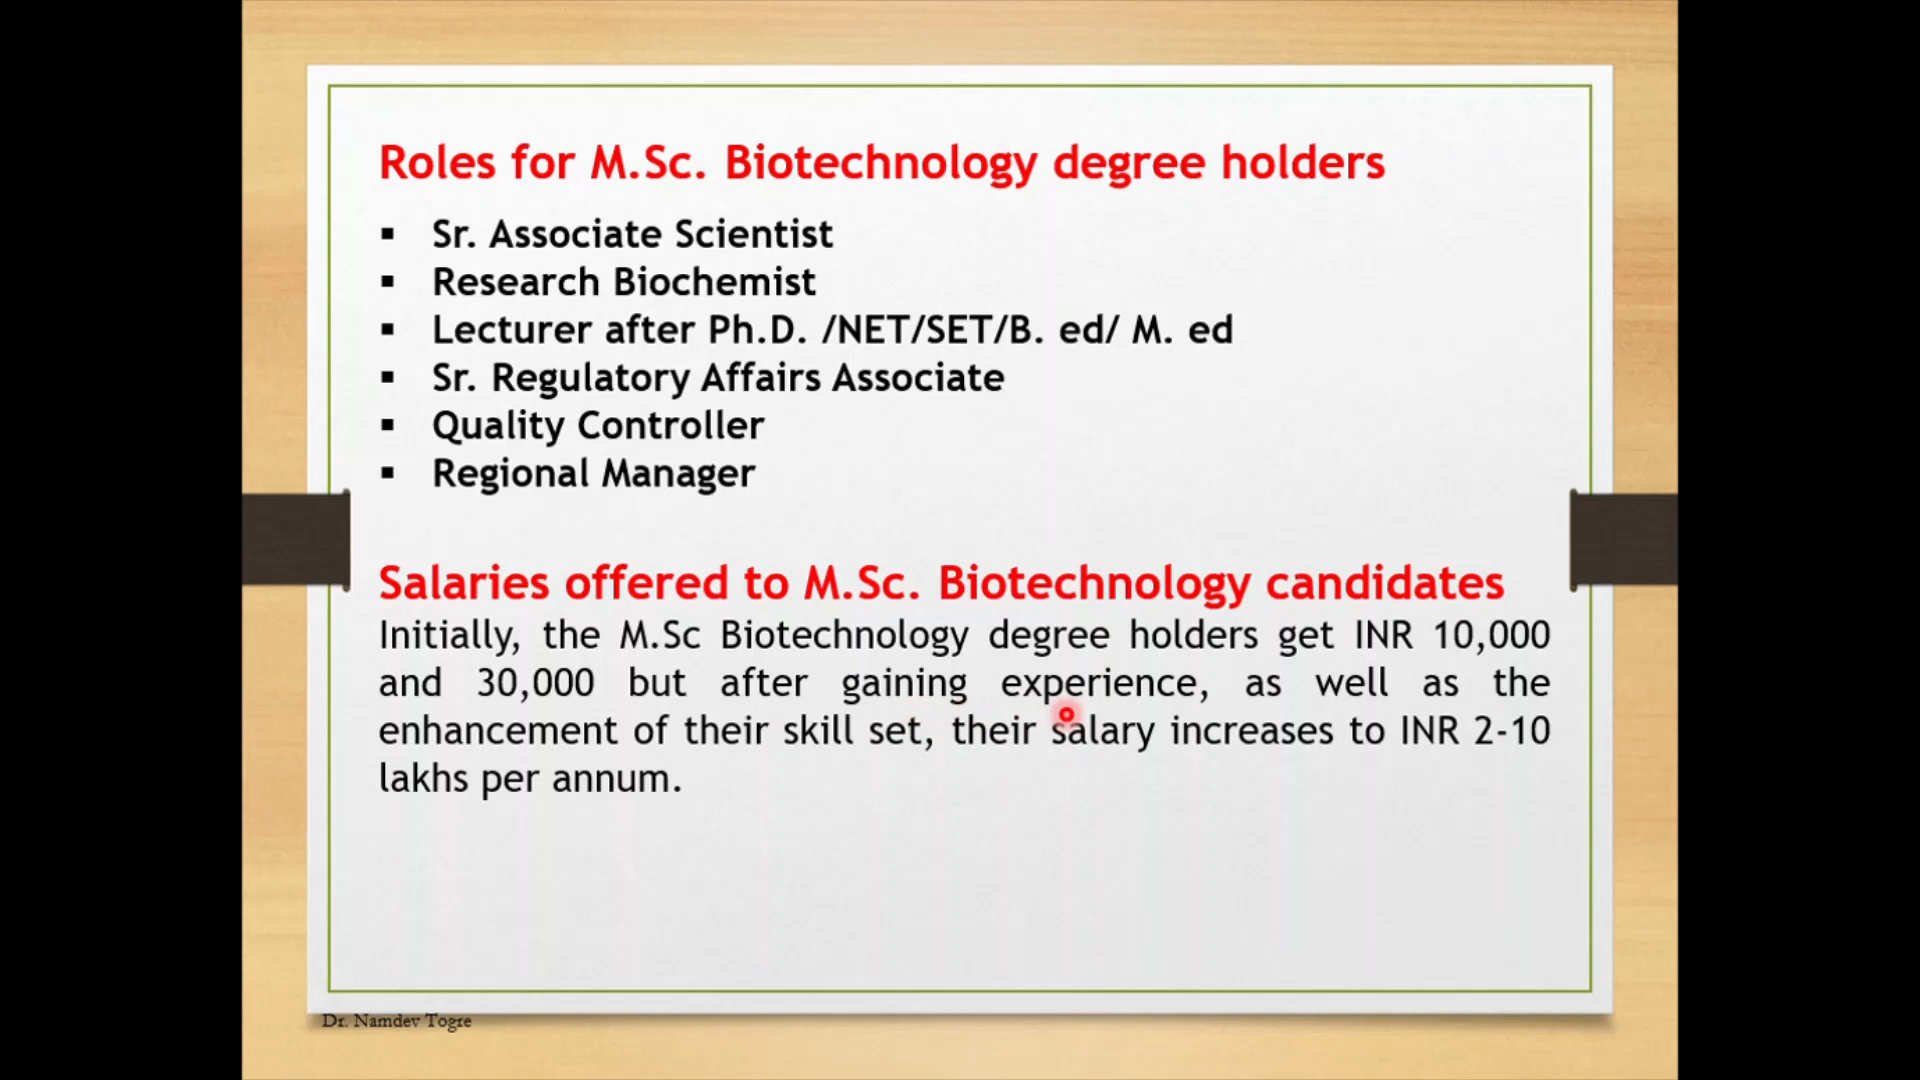 Roles for M.Sc. Biotechnology degree holders
▪ Sr. Associate Scientist
▪ Research Biochemist
▪ Lecturer after Ph.D. /NET/SET/B. ed/ M. ed
▪ Sr. Regulatory Affairs Associate
▪ Quality Controller
▪ Regional Manager
Salaries offered to M.Sc. Biotechnology candidates
Initially, the M.Sc Biotechnology degree holders get INR 10,000
and 30,000 but after gaining experience, as well as the
enhancement of their skill set, their salary increases to INR 2-10
lakhs per annum.
Dr. Namdev Togre